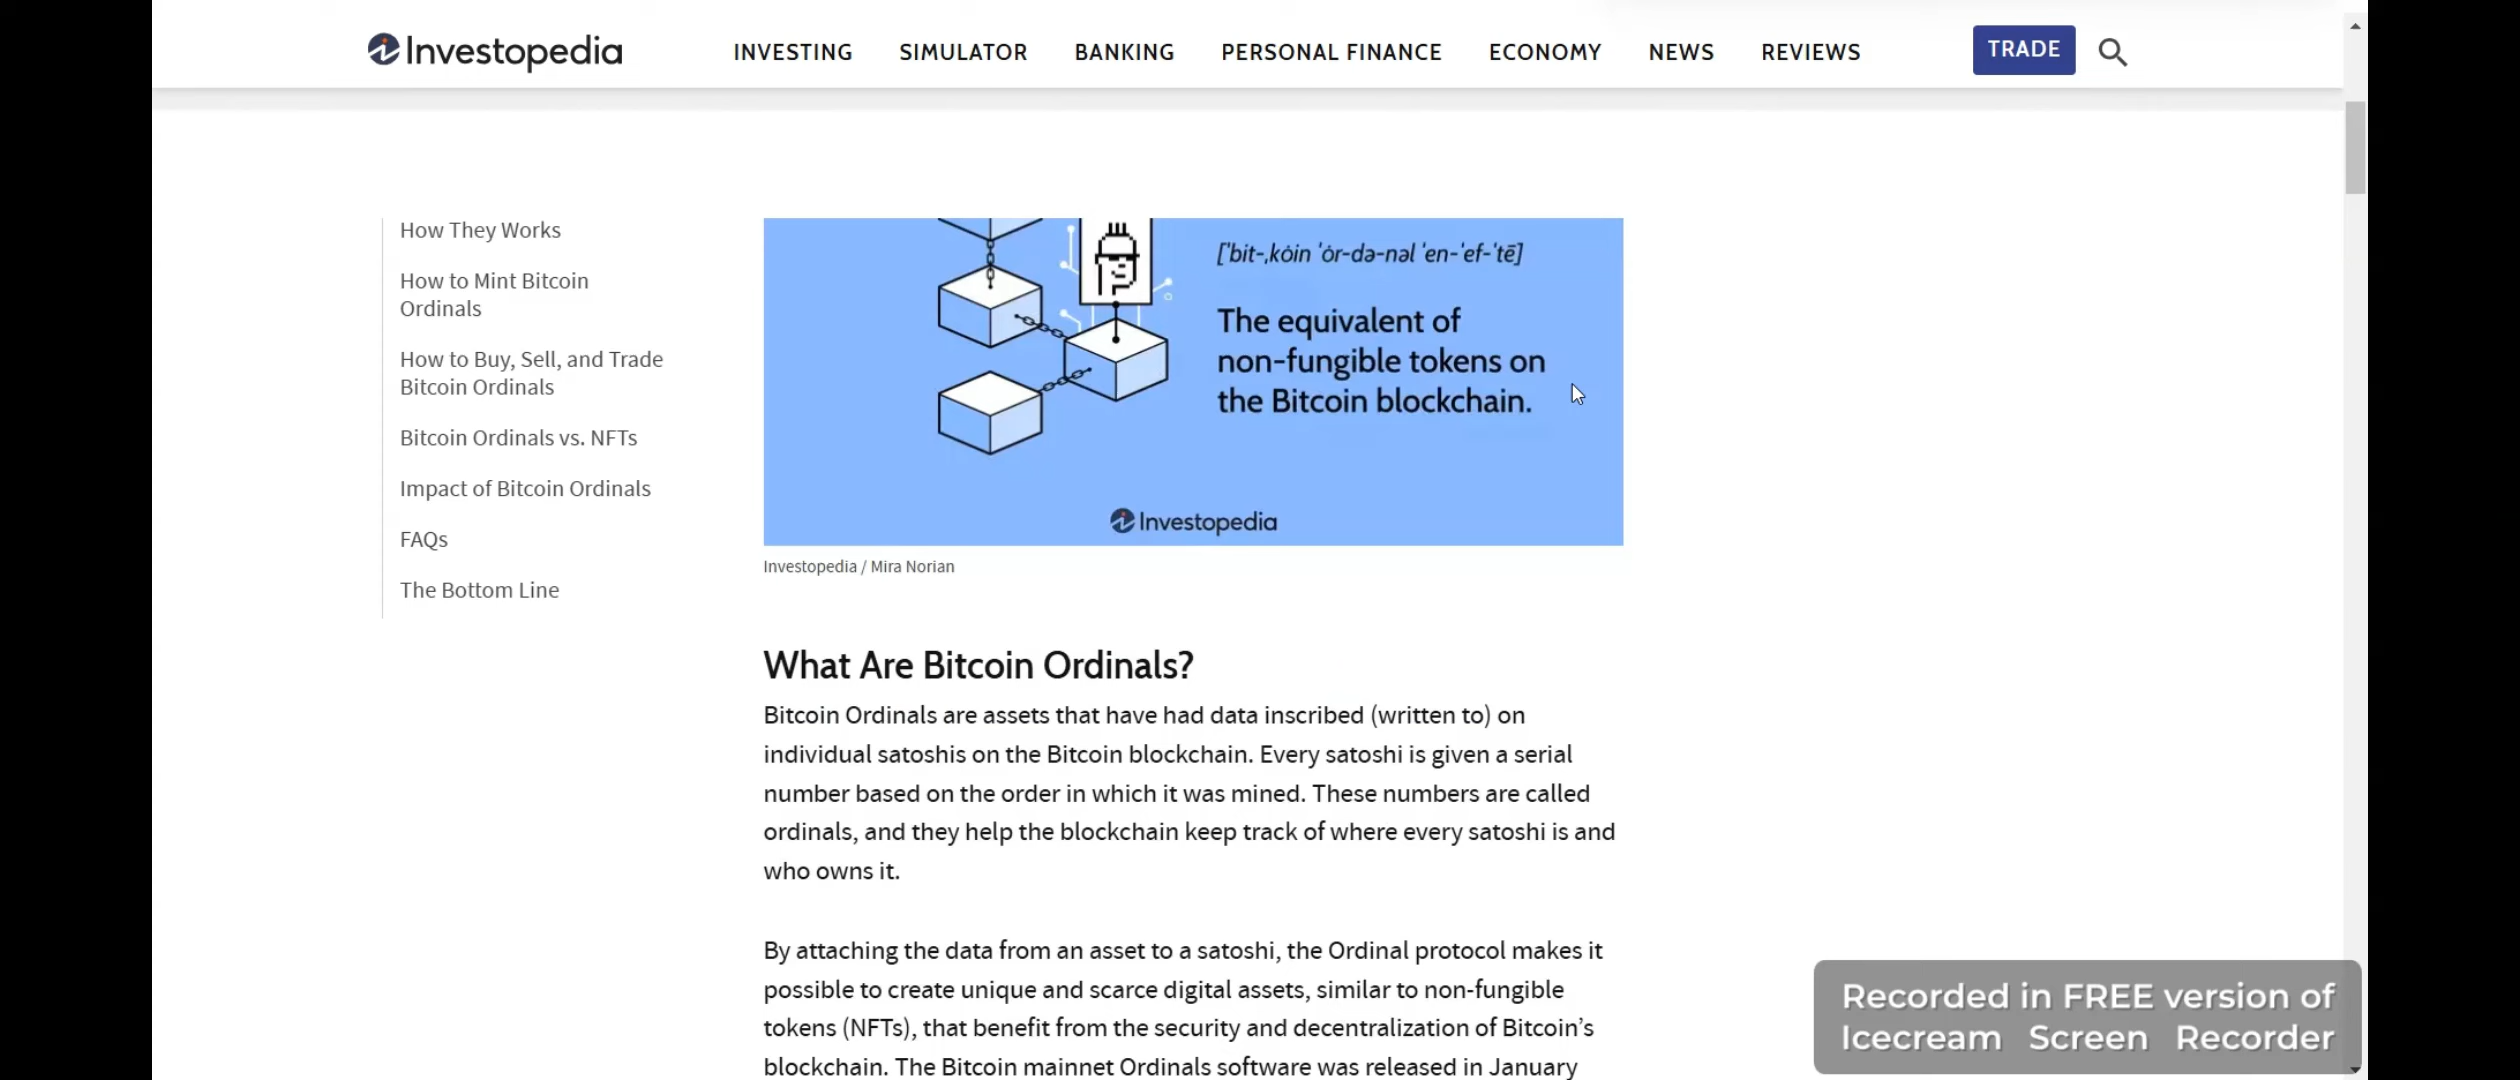 Investopedia
INVESTING SIMULATOR BANKING PERSONAL FINANCE ECONOMY NEWS REVIEWS TRADE
How They Works
How to Mint Bitcoin
Ordinals
How to Buy, Sell, and Trade
Bitcoin Ordinals
Bitcoin Ordinals vs. NFTs
Impact of Bitcoin Ordinals
FAQs
The Bottom Line
['bit-,kȯin 'ȯr-də-nəl 'en-'ef-'tē]
The equivalent of
non-fungible tokens on
the Bitcoin blockchain.
Investopedia
Investopedia / Mira Norian
What Are Bitcoin Ordinals?
Bitcoin Ordinals are assets that have had data inscribed (written to) on
individual satoshis on the Bitcoin blockchain. Every satoshi is given a serial
number based on the order in which it was mined. These numbers are called
ordinals, and they help the blockchain keep track of where every satoshi is and
who owns it.
By attaching the data from an asset to a satoshi, the Ordinal protocol makes it
possible to create unique and scarce digital assets, similar to non-fungible
tokens (NFTs), that benefit from the security and decentralization of Bitcoin’s
blockchain. The Bitcoin mainnet Ordinals software was released in January
Recorded in FREE version of
Icecream Screen Recorder